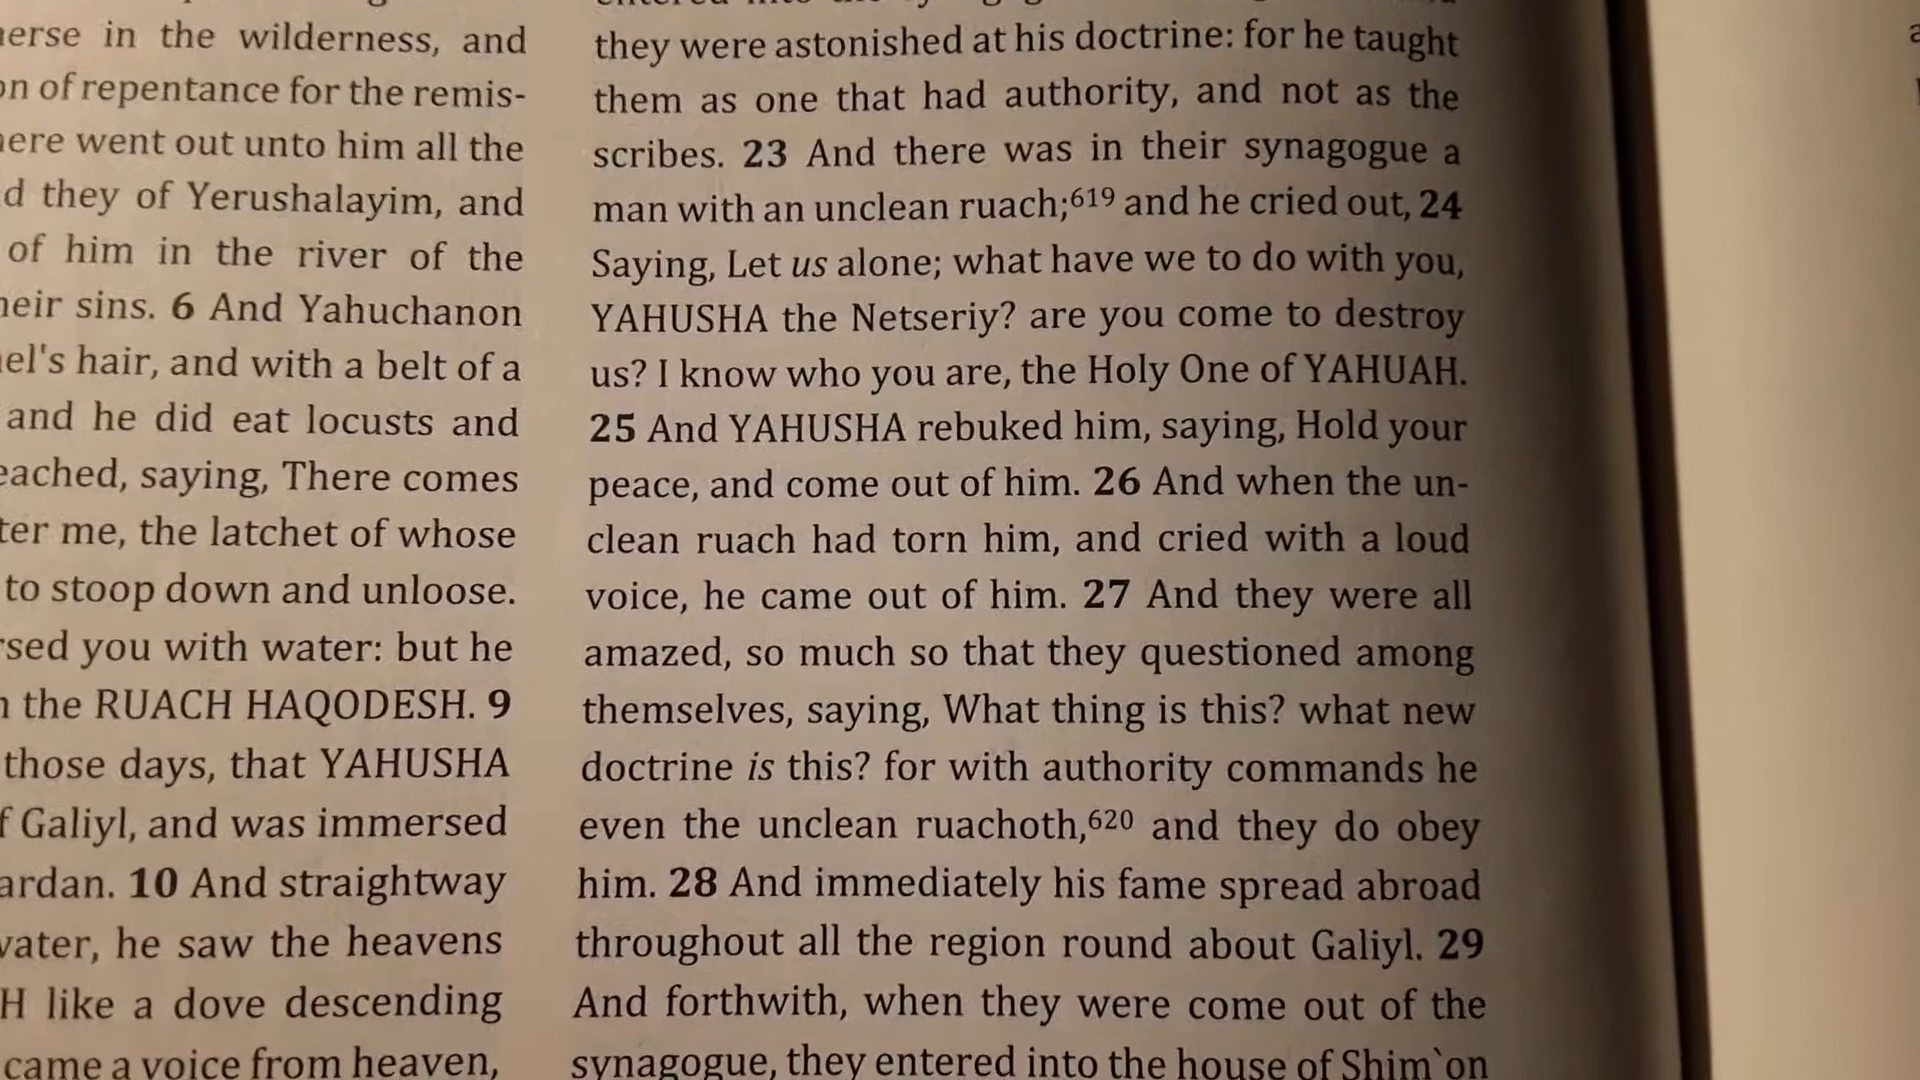 erse in the wilderness, and
on of repentance for the remis-
ere went out unto him all the
d they of Yerushalayim, and
of him in the river of the
heir sins. 6 And Yahuchanon
el's hair, and with a belt of a
and he did eat locusts and
eached, saying, There comes
ter me, the latchet of whose
to stoop down and unloose.
rsed you with water: but he
the RUACH HAQODESH. 9
those days, that YAHUSHA
f Galiyl, and was immersed
ardan. 10 And straightway
water, he saw the heavens
H like a dove descending
came a voice from heaven,
they were astonished at his doctrine: for he taught
them as one that had authority, and not as the
scribes. 23 And there was in their synagogue a
man with an unclean ruach;619 and he cried out, 24
Saying, Let us alone; what have we to do with you,
YAHUSHA the Netseriy? are you come to destroy
us? I know who you are, the Holy One of YAHUAH.
25 And YAHUSHA rebuked him, saying, Hold your
peace, and come out of him. 26 And when the un-
clean ruach had torn him, and cried with a loud
voice, he came out of him. 27 And they were all
amazed, so much so that they questioned among
themselves, saying, What thing is this? what new
doctrine is this? for with authority commands he
even the unclean ruachoth,620 and they do obey
him. 28 And immediately his fame spread abroad
throughout all the region round about Galiyl. 29
And forthwith, when they were come out of the
synagogue, they entered into the house of Shim`on